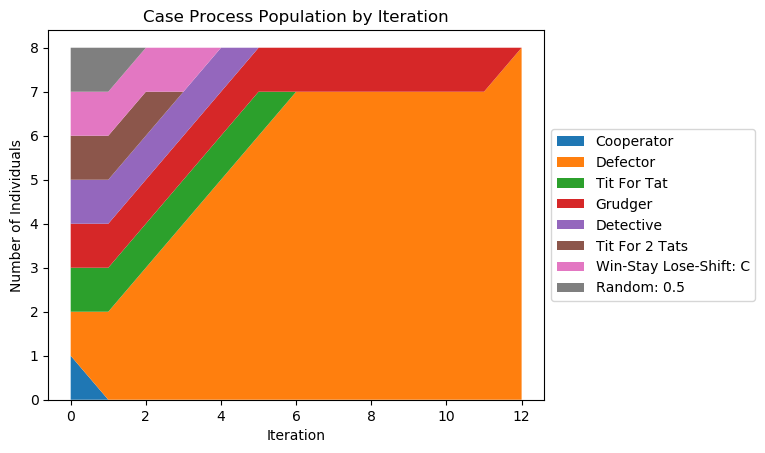 Case Process Population by Iteration
Number of Individuals
8
7
6
5
4
3
2
1
0
0 2 4 6 8 10 12
Iteration
Cooperator
Defector
Tit For Tat
Grudger
Detective
Tit For 2 Tats
Win-Stay Lose-Shift: C
Random: 0.5